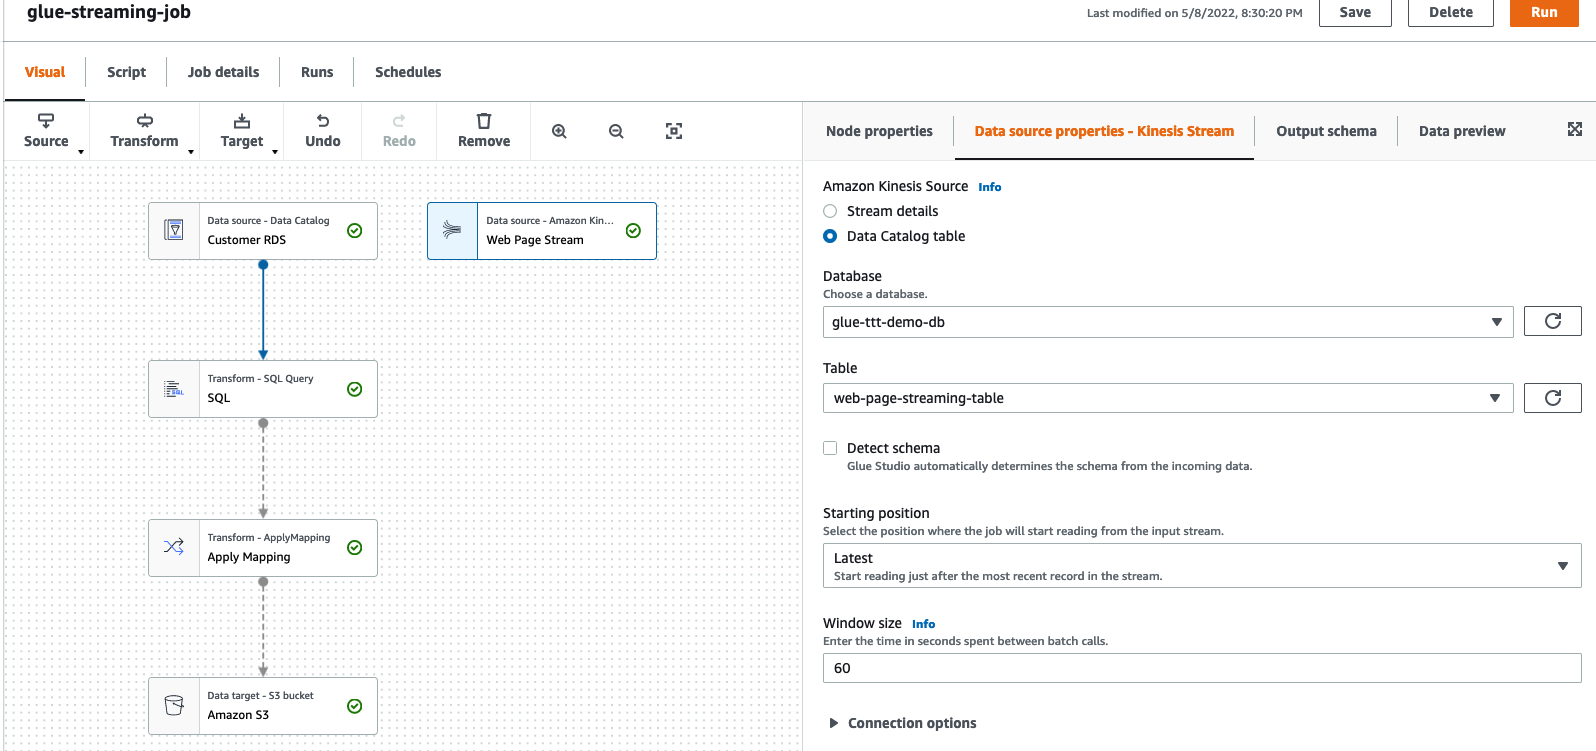 glue-streaming-job
Last modified on 5/8/2022, 8:30:20 PM
Save
Delete
Run
Visual
Script
Job details
Runs
Schedules
Source
Transform
Target
Undo
Redo
Remove
Node properties
Data source properties - Kinesis Stream
Output schema
Data preview
Data source - Data Catalog
Customer RDS
Data source - Amazon Kin...
Web Page Stream
Transform - SQL Query
SQL
Transform - ApplyMapping
Apply Mapping
Data target - S3 bucket
Amazon S3
Amazon Kinesis Source Info
Stream details
Data Catalog table
Database
Choose a database.
glue-ttt-demo-db
Table
web-page-streaming-table
Detect schema
Glue Studio automatically determines the schema from the incoming data.
Starting position
Select the position where the job will start reading from the input stream.
Latest
Start reading just after the most recent record in the stream.
Window size Info
Enter the time in seconds spent between batch calls.
60
Connection options